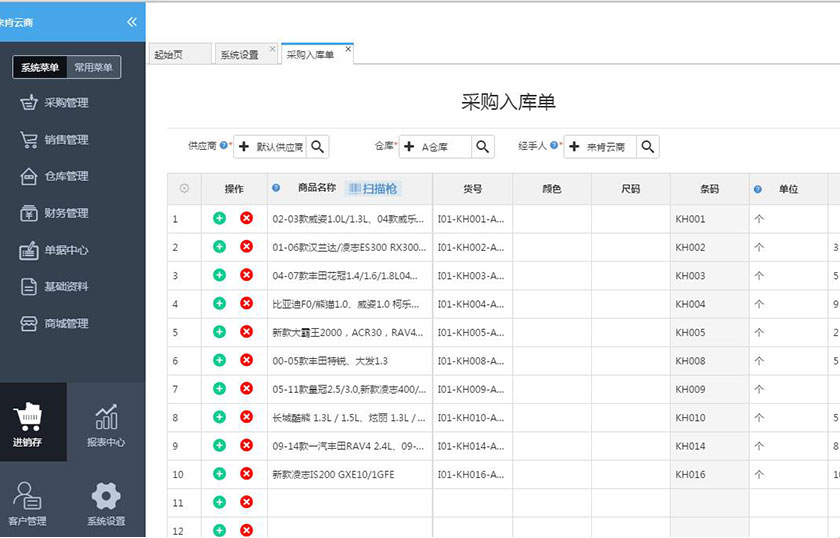 来肯云商
系统菜单 常用菜单
采购管理
销售管理
仓库管理
财务管理
单据中心
基础资料
商城管理
进销存 报表中心
客户管理 系统设置
起始页 系统设置 采购入库单
采购入库单
供应商 * 默认供应商 仓库* A仓库 经手人 * 来肯云商
操作 商品名称 扫描枪 货号 颜色 尺码 条码 单位
1 02-03款威姿1.0L/1.3L、04款威乐... I01-KH001-A... KH001 个
2 01-06款汉兰达/凌志ES300 RX300... I01-KH002-A... KH002 个 3
3 04-07款丰田花冠1.4/1.6/1.8L04... I01-KH003-A... KH003 个 5
4 比亚迪F0/熊猫1.0、威姿1.0 柯乐... I01-KH004-A... KH004 个 9
5 新款大霸王2000，ACR30，RAV4... I01-KH005-A... KH005 个 2
6 00-05款丰田特锐、大发1.3 I01-KH008-A... KH008 个 5
7 05-11款皇冠2.5/3.0,新款凌志400/... I01-KH009-A... KH009 个
8 长城酷熊 1.3L / 1.5L、炫丽 1.3L / ... I01-KH010-A... KH010 个 5
9 09-14款一汽丰田RAV4 2.4L、09-... I01-KH014-A... KH014 个 8
10 新款凌志IS200 GXE10/1GFE I01-KH016-A... KH016 个
11
12